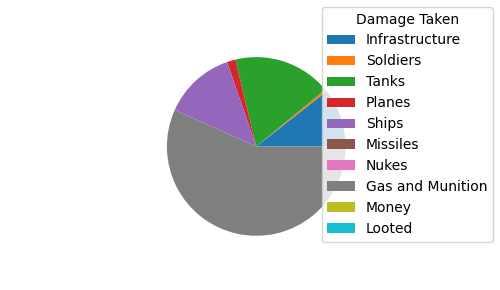 Damage Taken
Infrastructure
Soldiers
Tanks
Planes
Ships
Missiles
Nukes
Gas and Munition
Money
Looted